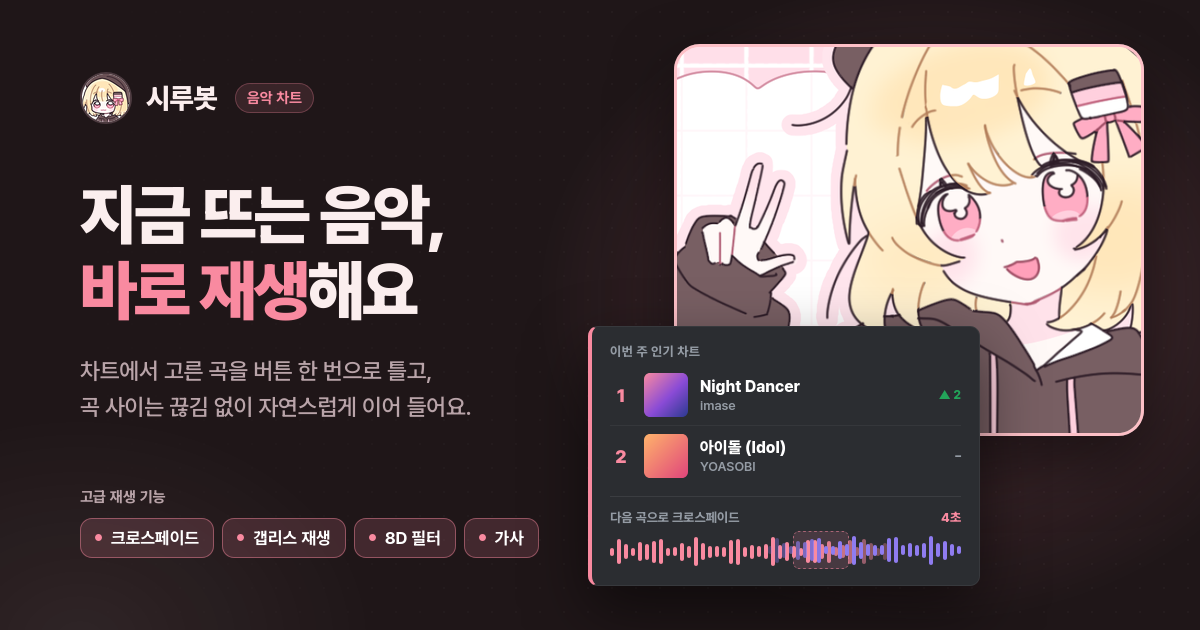 시루봇
음악 차트
지금 뜨는 음악,
바로 재생해요
차트에서 고른 곡을 버튼 한 번으로 틀고,
곡 사이는 끊김 없이 자연스럽게 이어 들어요.
고급 재생 기능
크로스페이드
갭리스 재생
8D 필터
가사
이번 주 인기 차트
1
Night Dancer
imase
▲ 2
2
아이돌 (Idol)
YOASOBI
–
다음 곡으로 크로스페이드
4초